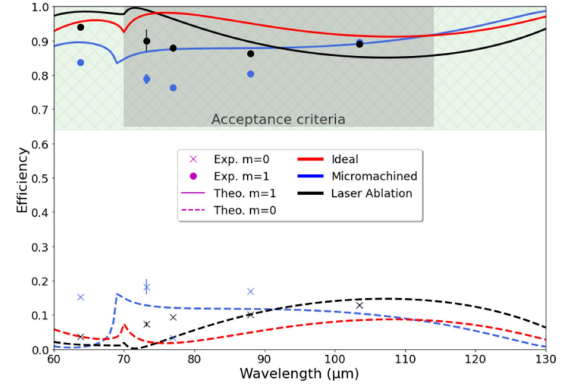 1.0
0.9
0.8
0.7
0.6
0.5
0.4
0.3
0.2
0.1
0.0
Efficiency
Acceptance criteria
Exp. m=0
Exp. m=1
Theo. m=1
Theo. m=0
Ideal
Micromachined
Laser Ablation
60 70 80 90 100 110 120 130
Wavelength (μm)